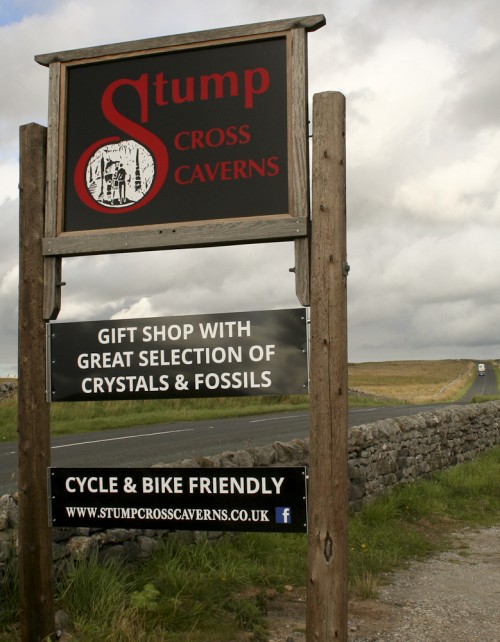 Stump
CROSS
CAVERNS
GIFT SHOP WITH
GREAT SELECTION OF
CRYSTALS & FOSSILS
CYCLE & BIKE FRIENDLY
WWW.STUMPCROSSCAVERNS.CO.UK f